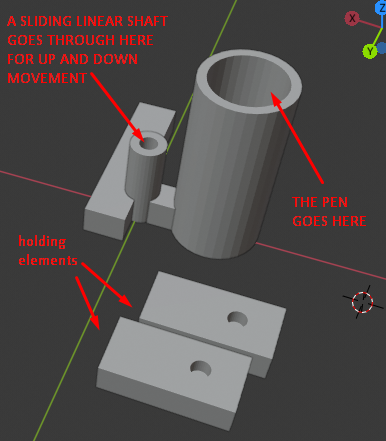 A SLIDING LINEAR SHAFT
GOES THROUGH HERE
FOR UP AND DOWN
MOVEMENT
Z
X
Y
THE PEN
GOES HERE
holding
elements